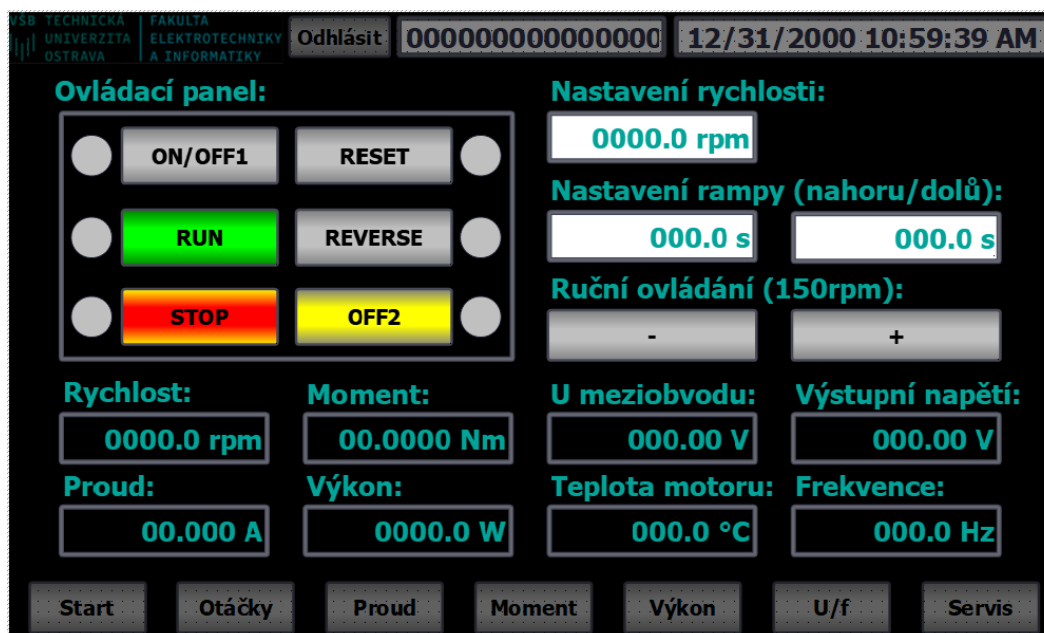 VŠB TECHNICKÁ UNIVERZITA OSTRAVA
FAKULTA ELEKTROTECHNIKY A INFORMATIKY
Odhlásit
000000000000000
12/31/2000 10:59:39 AM
Ovládací panel:
ON/OFF1
RESET
RUN
REVERSE
STOP
OFF2
Nastavení rychlosti:
0000.0 rpm
Nastavení rampy (nahoru/dolů):
000.0 s
000.0 s
Ruční ovládání (150rpm):
-
+
Rychlost:
Moment:
U meziobvodu:
Výstupní napětí:
0000.0 rpm
00.0000 Nm
000.00 V
000.00 V
Proud:
Výkon:
Teplota motoru:
Frekvence:
00.000 A
0000.0 W
000.0 °C
000.0 Hz
Start
Otáčky
Proud
Moment
Výkon
U/f
Servis